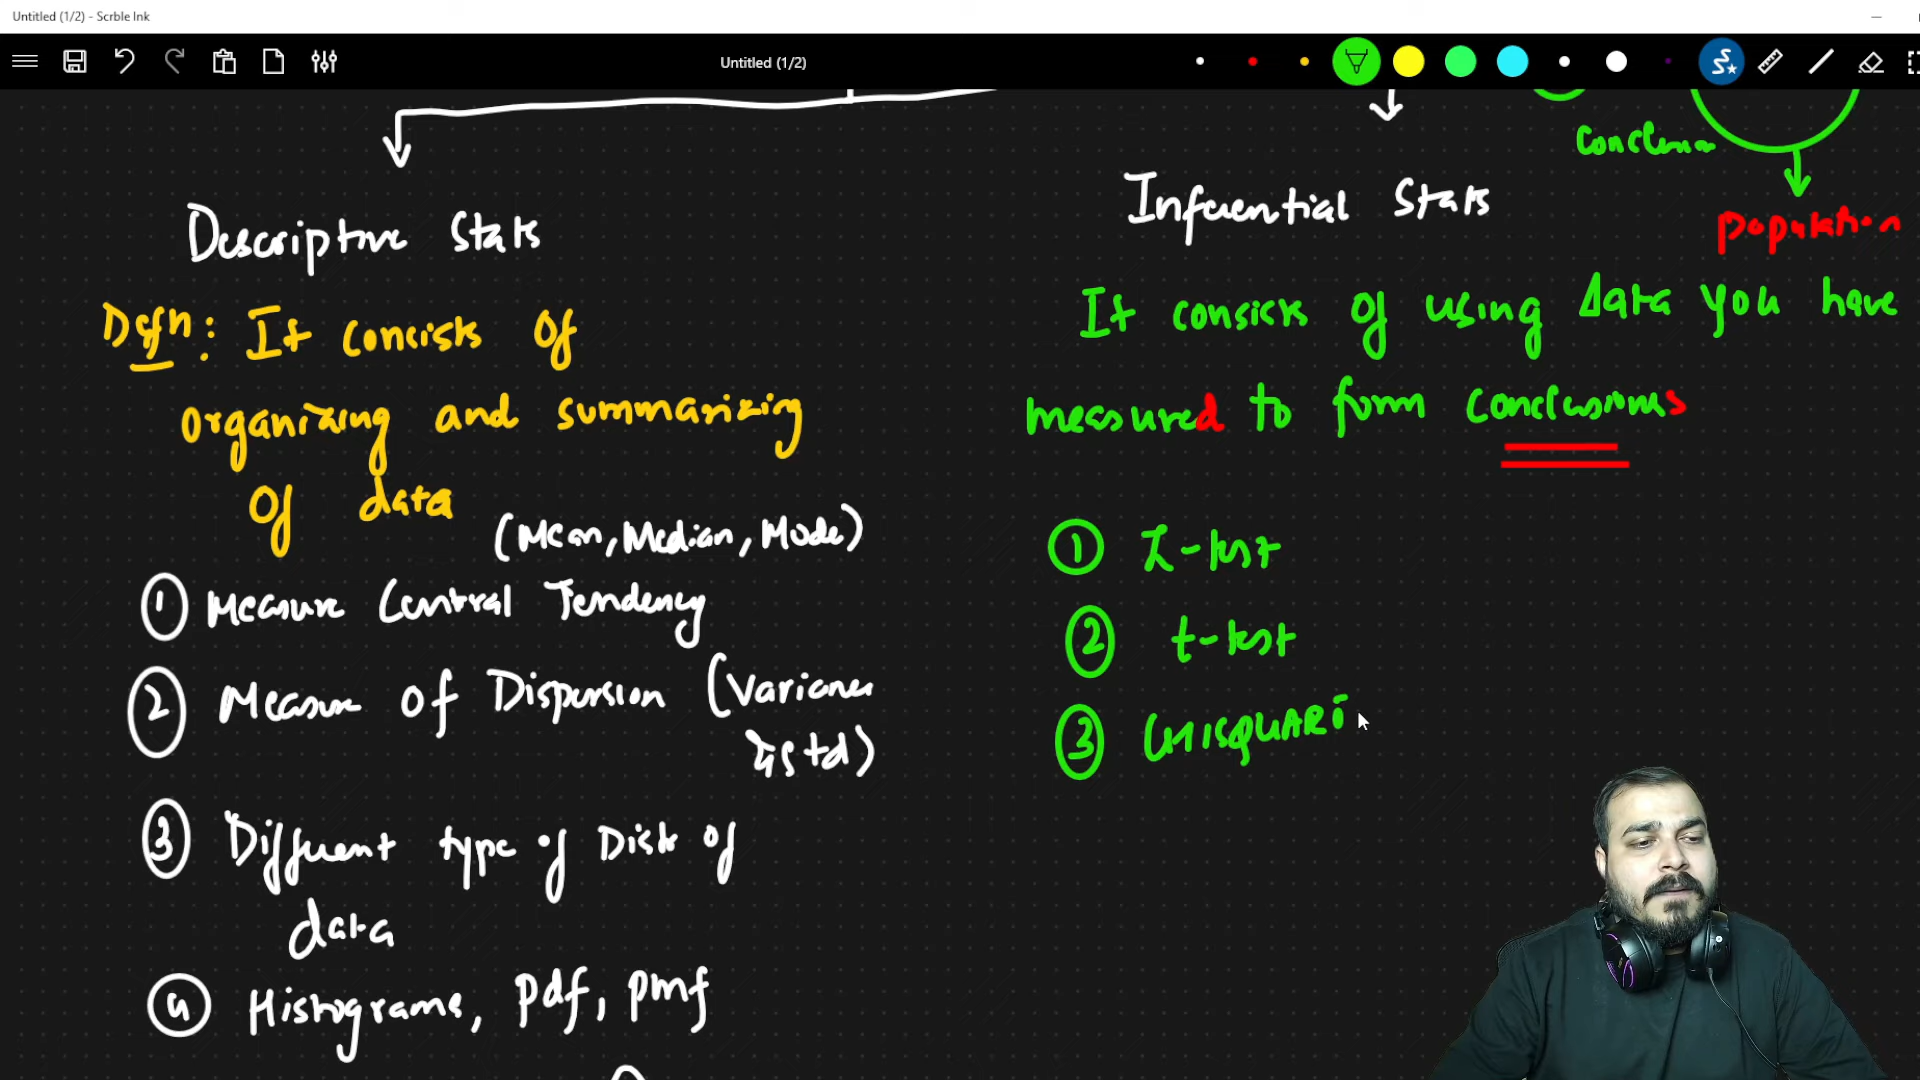 Untitled (1/2) - Scrble Ink
Untitled (1/2)
Conclusion
Population
Descriptive Stats
Inferential Stats
Defn: It consists of
organizing and summarizing
of data
(Mean, Median, Mode)
① Measure Central Tendency
② Measure of Dispersion (Variance
& std)
③ Different type of Distr of
data
④ Histograms, pdf, pmf
It consists of using data you have
measured to form conclusions
① Z-test
② t-test
③ CHISQUARE